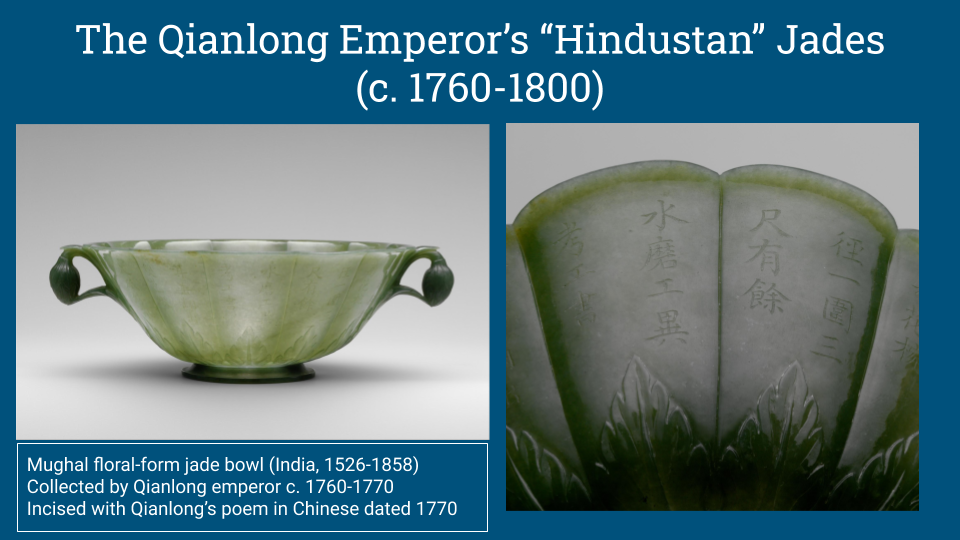 The Qianlong Emperor’s “Hindustan” Jades
(c. 1760-1800)
徑一圍三
尺有餘
水磨工異
Mughal floral-form jade bowl (India, 1526-1858)
Collected by Qianlong emperor c. 1760-1770
Incised with Qianlong’s poem in Chinese dated 1770